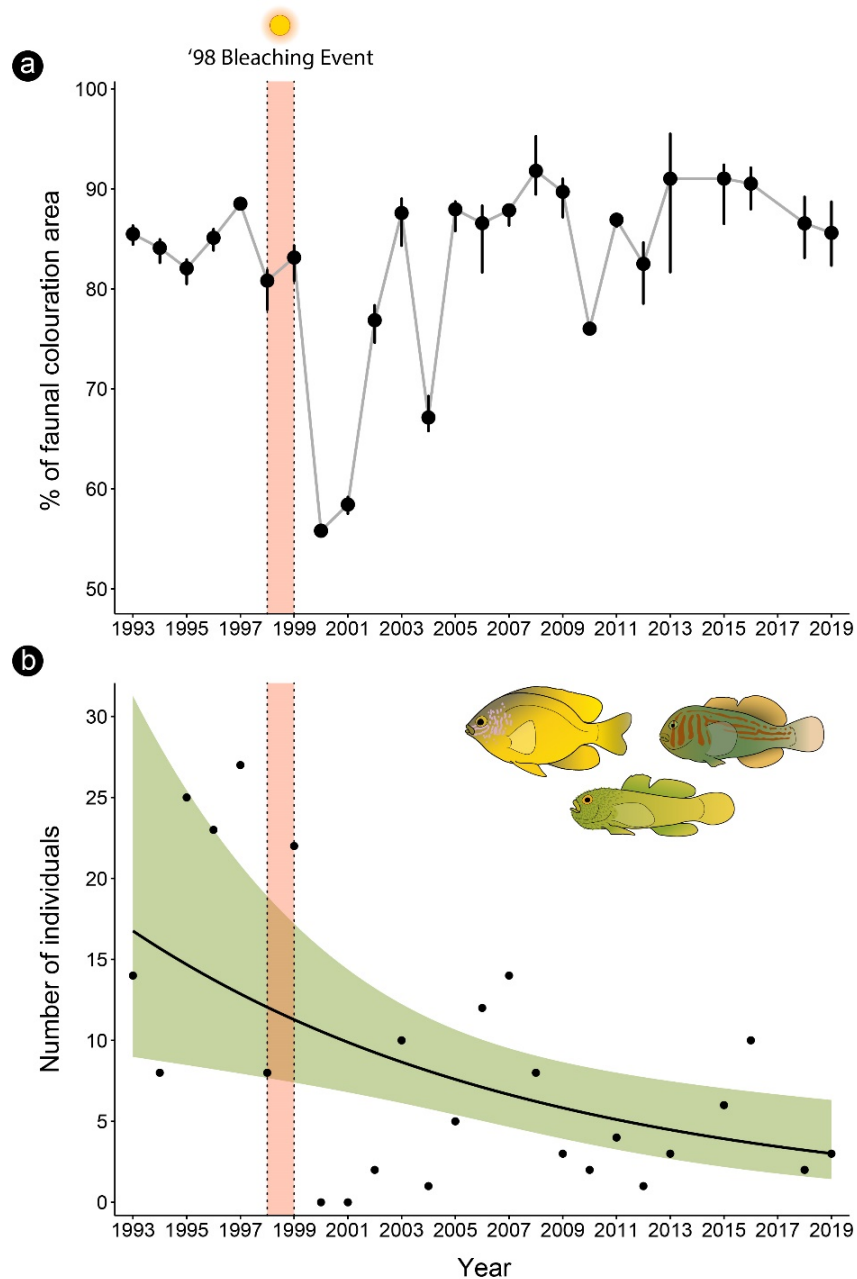 ‘98 Bleaching Event
a
100
90
80
70
60
50
% of faunal colouration area
1993 1995 1997 1999 2001 2003 2005 2007 2009 2011 2013 2015 2017 2019
b
30
25
20
15
10
5
0
Number of individuals
1993 1995 1997 1999 2001 2003 2005 2007 2009 2011 2013 2015 2017 2019
Year